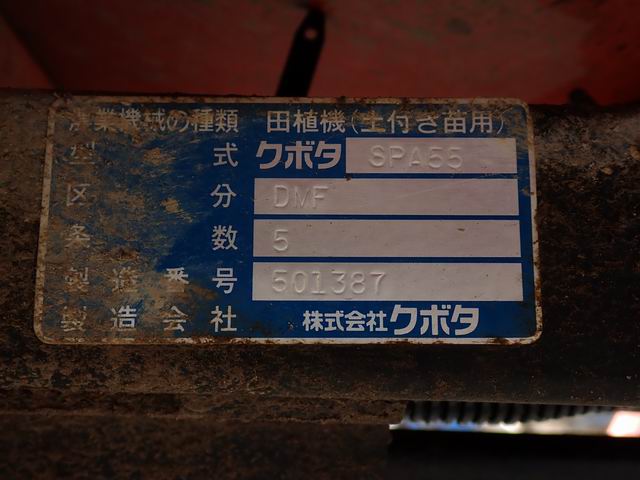 農業機械の種類 田植機(土付き苗用)
型式 クボタ SPA55
区分 DMF
条数 5
製造番号 501387
製造会社 株式会社クボタ